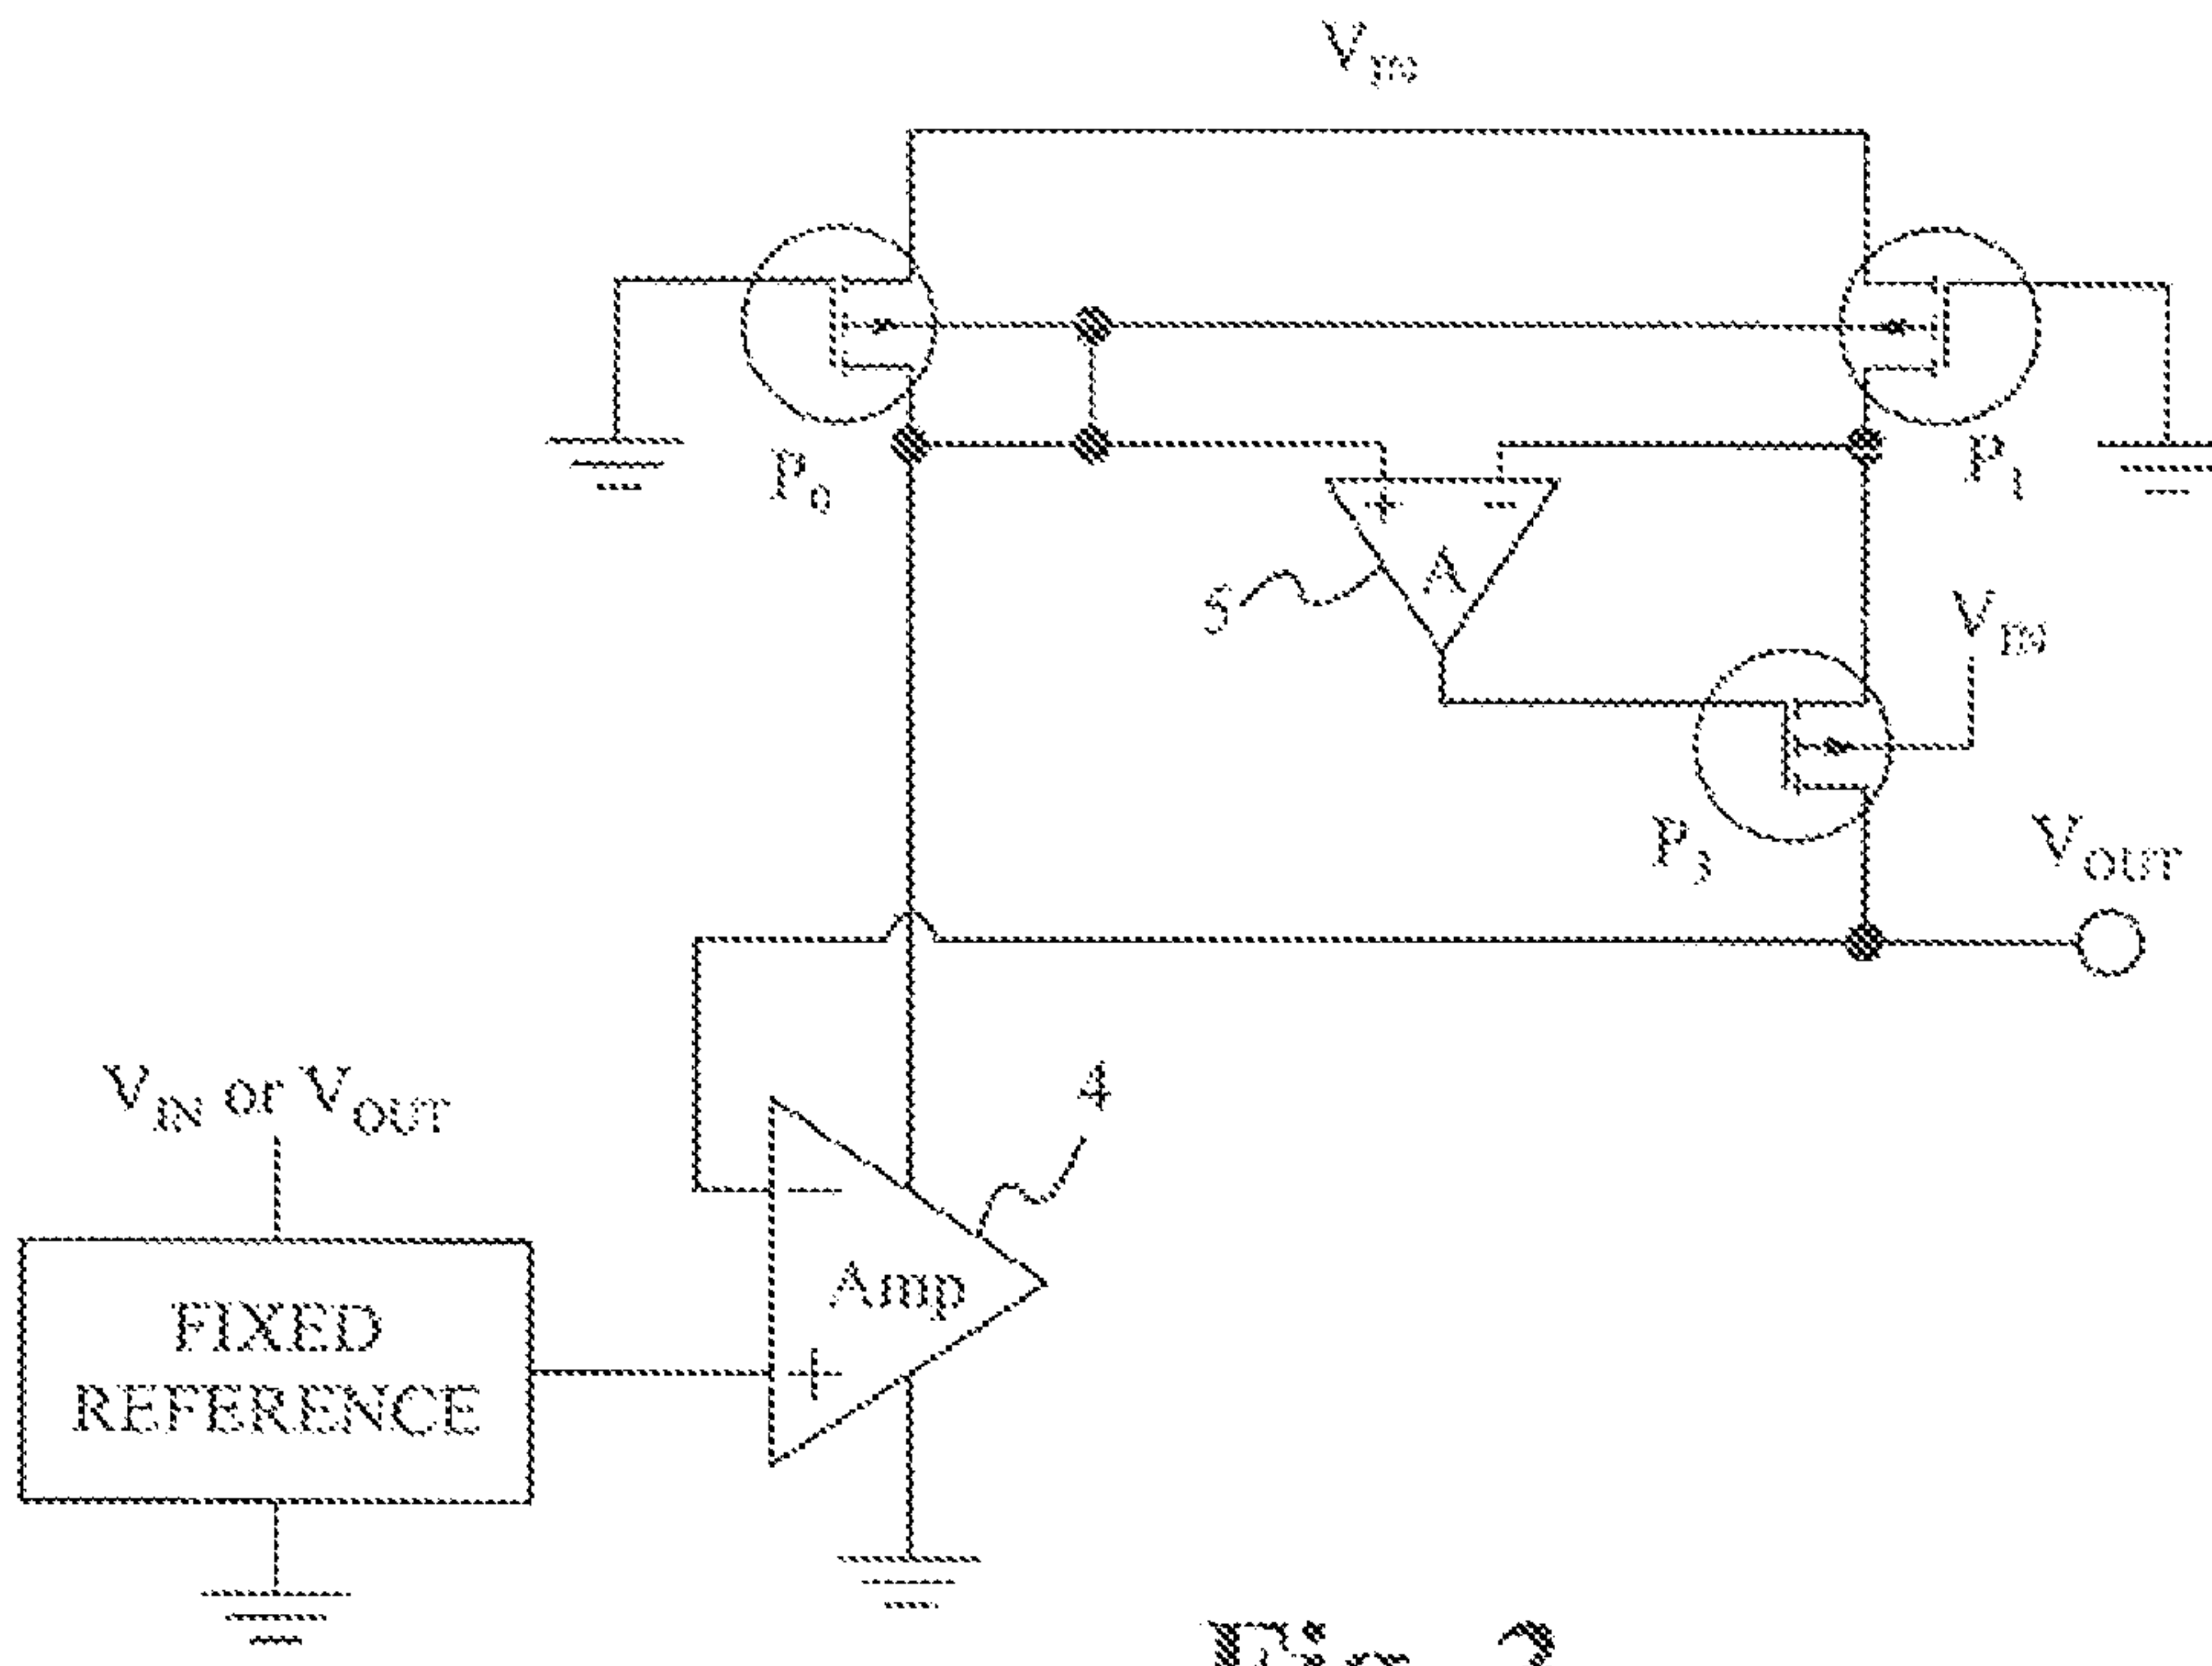 V_IN
P_0
P_1
+ −
A
5
V_IN
P_3
V_OUT
V_IN or V_OUT
4
−
Amp
+
FIXED
REFERENCE